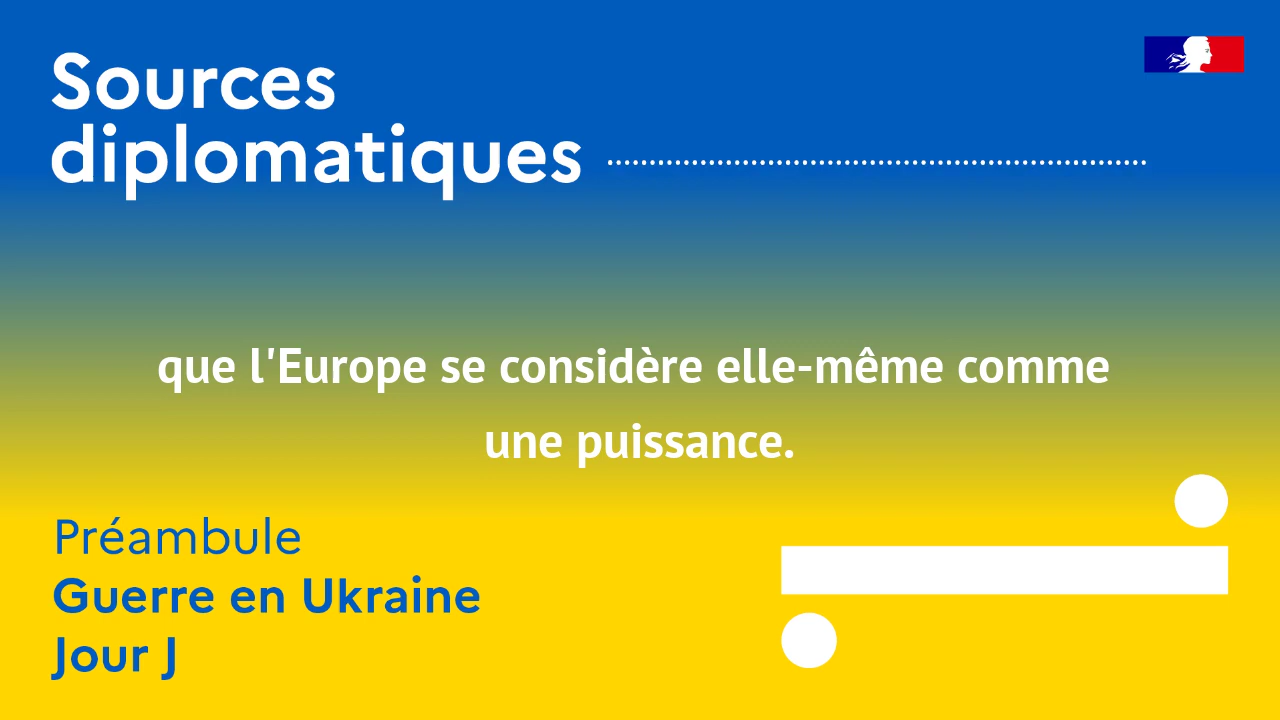 Sources
diplomatiques
que l'Europe se considère elle-même comme
une puissance.
Préambule
Guerre en Ukraine
Jour J